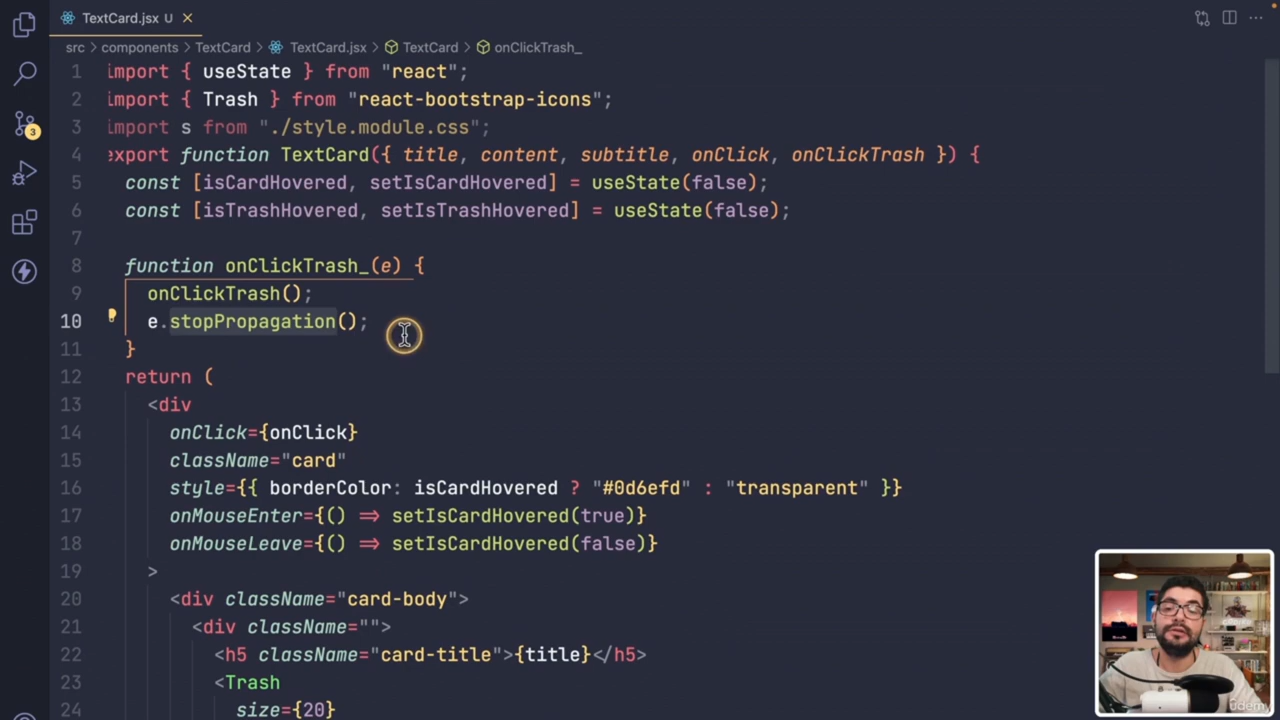 TextCard.jsx U
src > components > TextCard > TextCard.jsx > TextCard > onClickTrash_
1 import { useState } from "react";
2 import { Trash } from "react-bootstrap-icons";
3 import s from "./style.module.css";
4 export function TextCard({ title, content, subtitle, onClick, onClickTrash }) {
5 const [isCardHovered, setIsCardHovered] = useState(false);
6 const [isTrashHovered, setIsTrashHovered] = useState(false);
7
8 function onClickTrash_(e) {
9 onClickTrash();
3
10 e.stopPropagation();
11 }
12 return (
13 <div
14 onClick={onClick}
15 className="card"
16 style={{ borderColor: isCardHovered ? "#0d6efd" : "transparent" }}
17 onMouseEnter={() => setIsCardHovered(true)}
18 onMouseLeave={() => setIsCardHovered(false)}
19 >
20 <div className="card-body">
21 <div className="">
22 <h5 className="card-title">{title}</h5>
23 <Trash
24 size={20}
udemy